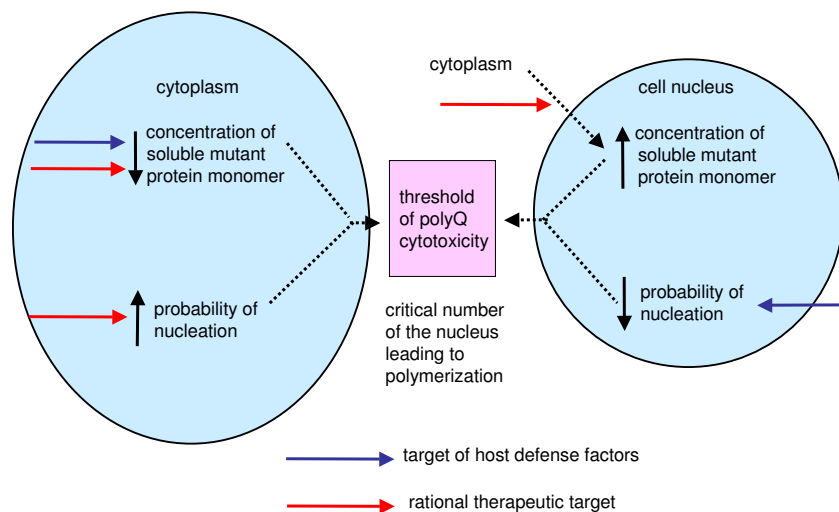 cytoplasm
concentration of
soluble mutant
protein monomer
probability of
nucleation
threshold
of polyQ
cytotoxicity
critical number
of the nucleus
leading to
polymerization
cytoplasm
cell nucleus
concentration of
soluble mutant
protein monomer
probability of
nucleation
target of host defense factors
rational therapeutic target